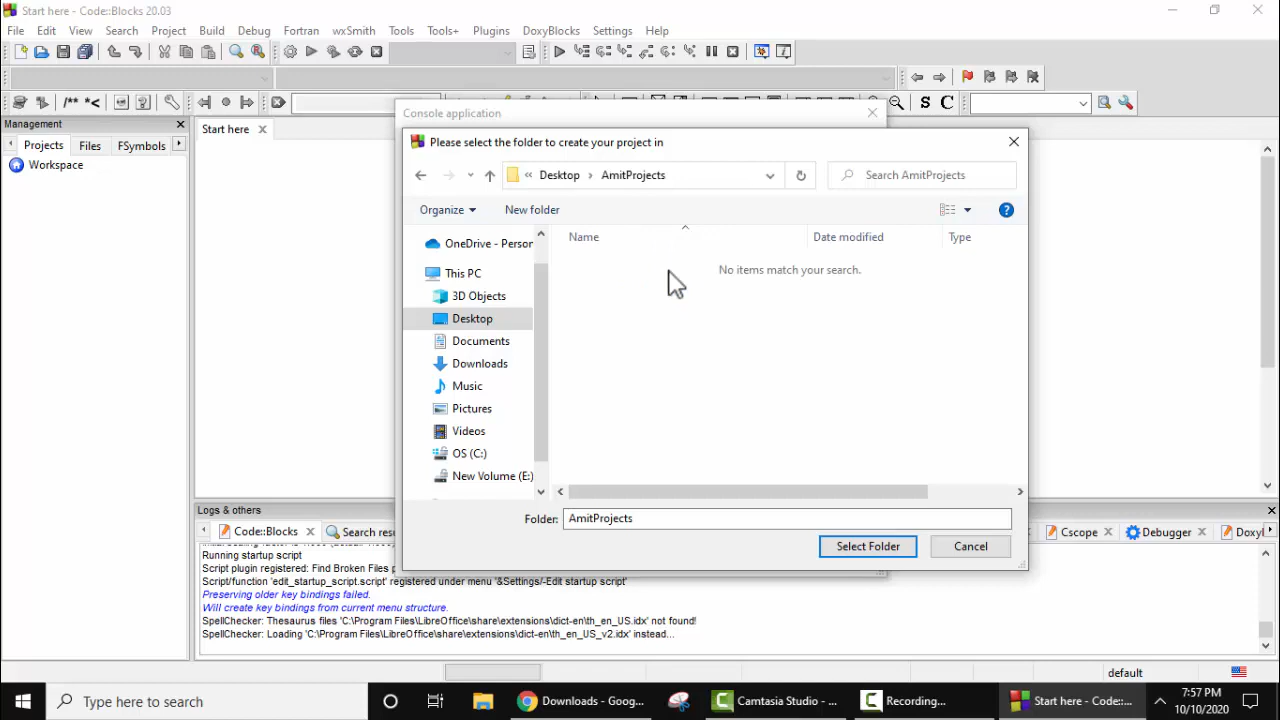 Start here - Code::Blocks 20.03
File Edit View Search Project Build Debug Fortran wxSmith Tools Tools+ Plugins DoxyBlocks Settings Help
/** *<
S C
Management
Projects Files FSymbols
Workspace
Start here
Console application
Please select the folder to create your project in
« Desktop › AmitProjects
Search AmitProjects
Organize New folder
Name Date modified Type
No items match your search.
OneDrive - Person
This PC
3D Objects
Desktop
Documents
Downloads
Music
Pictures
Videos
OS (C:)
New Volume (E:)
Folder: AmitProjects
Select Folder Cancel
Logs & others
Code::Blocks Search resu Cscope Debugger Doxyl
Running startup script
Script plugin registered: Find Broken Files p
Script/function 'edit_startup_script.script' registered under menu '&Settings/-Edit startup script'
Preserving older key bindings failed.
Will create key bindings from current menu structure.
SpellChecker: Thesaurus files 'C:\Program Files\LibreOffice\share\extensions\dict-en\th_en_US.idx' not found!
SpellChecker: Loading 'C:\Program Files\LibreOffice\share\extensions\dict-en\th_en_US_v2.idx' instead...
default
Type here to search
Downloads - Goog...
Camtasia Studio - ...
Recording...
Start here - Code::...
7:57 PM
10/10/2020